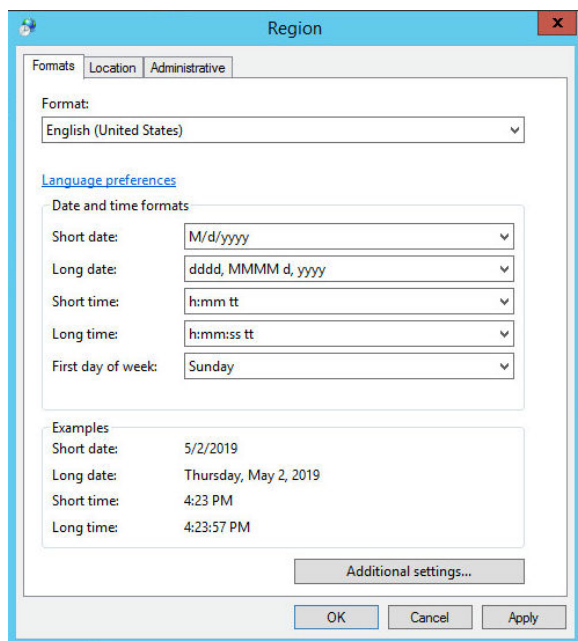 Region
x
Formats Location Administrative
Format:
English (United States)
Language preferences
Date and time formats
Short date: M/d/yyyy
Long date: dddd, MMMM d, yyyy
Short time: h:mm tt
Long time: h:mm:ss tt
First day of week: Sunday
Examples
Short date: 5/2/2019
Long date: Thursday, May 2, 2019
Short time: 4:23 PM
Long time: 4:23:57 PM
Additional settings...
OK Cancel Apply